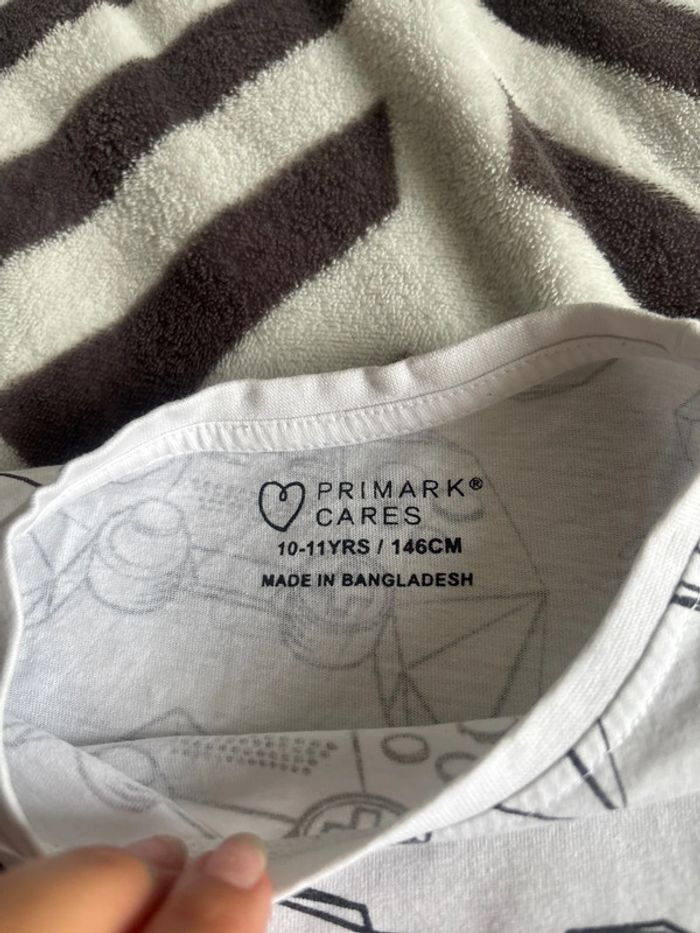 PRIMARK®
CARES
10-11YRS / 146CM
MADE IN BANGLADESH